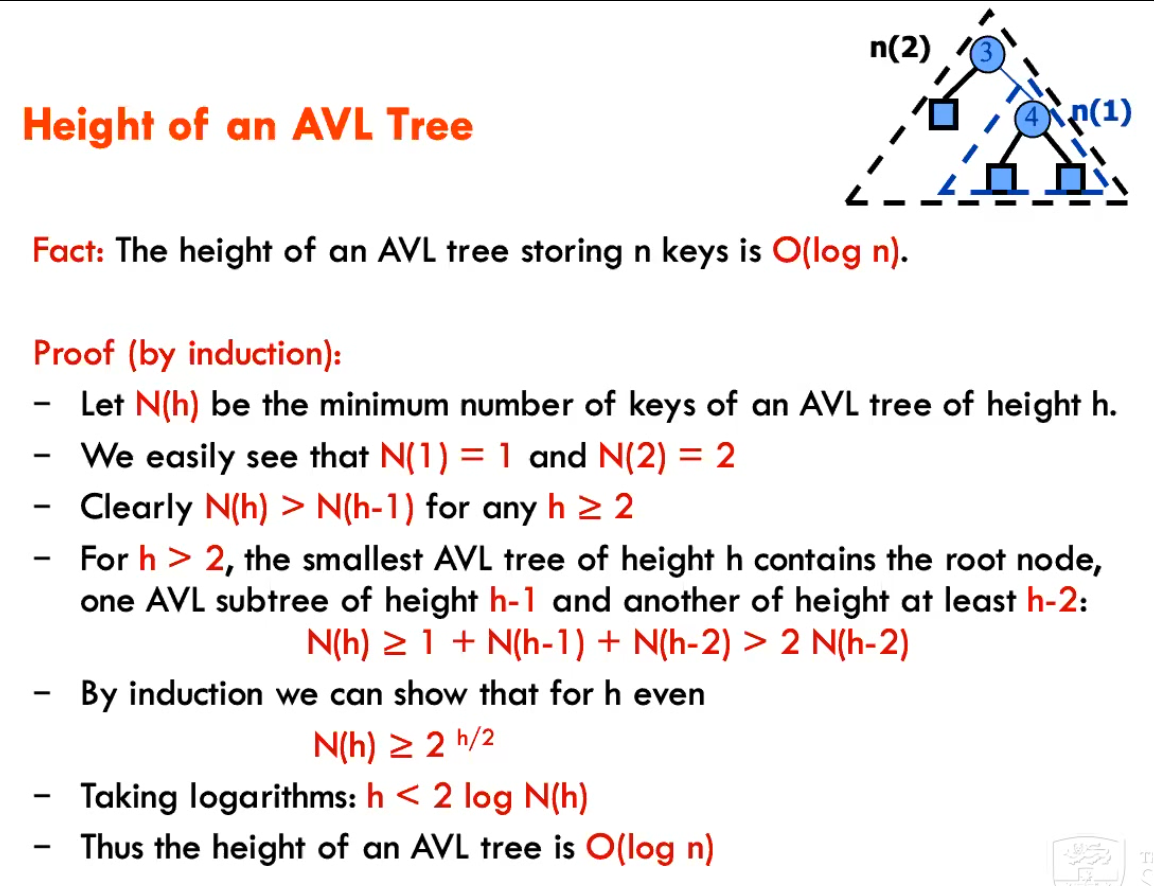 n(2)
3
4
n(1)
Height of an AVL Tree
Fact: The height of an AVL tree storing n keys is O(log n).
Proof (by induction):
– Let N(h) be the minimum number of keys of an AVL tree of height h.
– We easily see that N(1) = 1 and N(2) = 2
– Clearly N(h) > N(h-1) for any h ≥ 2
– For h > 2, the smallest AVL tree of height h contains the root node,
one AVL subtree of height h-1 and another of height at least h-2:
N(h) ≥ 1 + N(h-1) + N(h-2) > 2 N(h-2)
– By induction we can show that for h even
N(h) ≥ 2 ^h/2
– Taking logarithms: h < 2 log N(h)
– Thus the height of an AVL tree is O(log n)